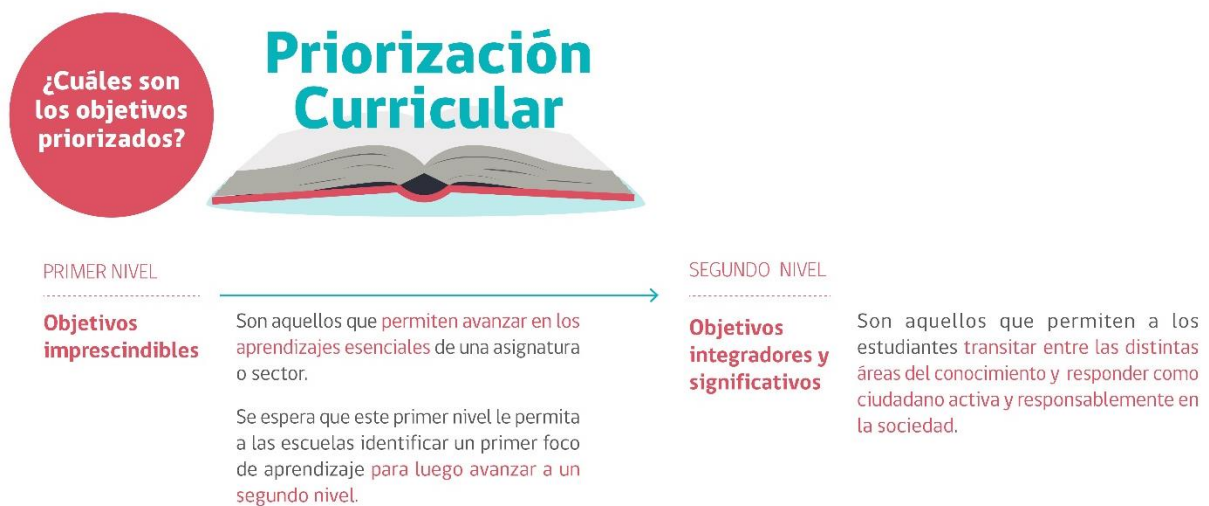 ¿Cuáles son
los objetivos
priorizados?
Priorización
Curricular
PRIMER NIVEL
Objetivos
imprescindibles
Son aquellos que permiten avanzar en los
aprendizajes esenciales de una asignatura
o sector.
Se espera que este primer nivel le permita
a las escuelas identificar un primer foco
de aprendizaje para luego avanzar a un
segundo nivel.
SEGUNDO NIVEL
Objetivos
integradores y
significativos
Son aquellos que permiten a los
estudiantes transitar entre las distintas
áreas del conocimiento y responder como
ciudadano activa y responsablemente en
la sociedad.